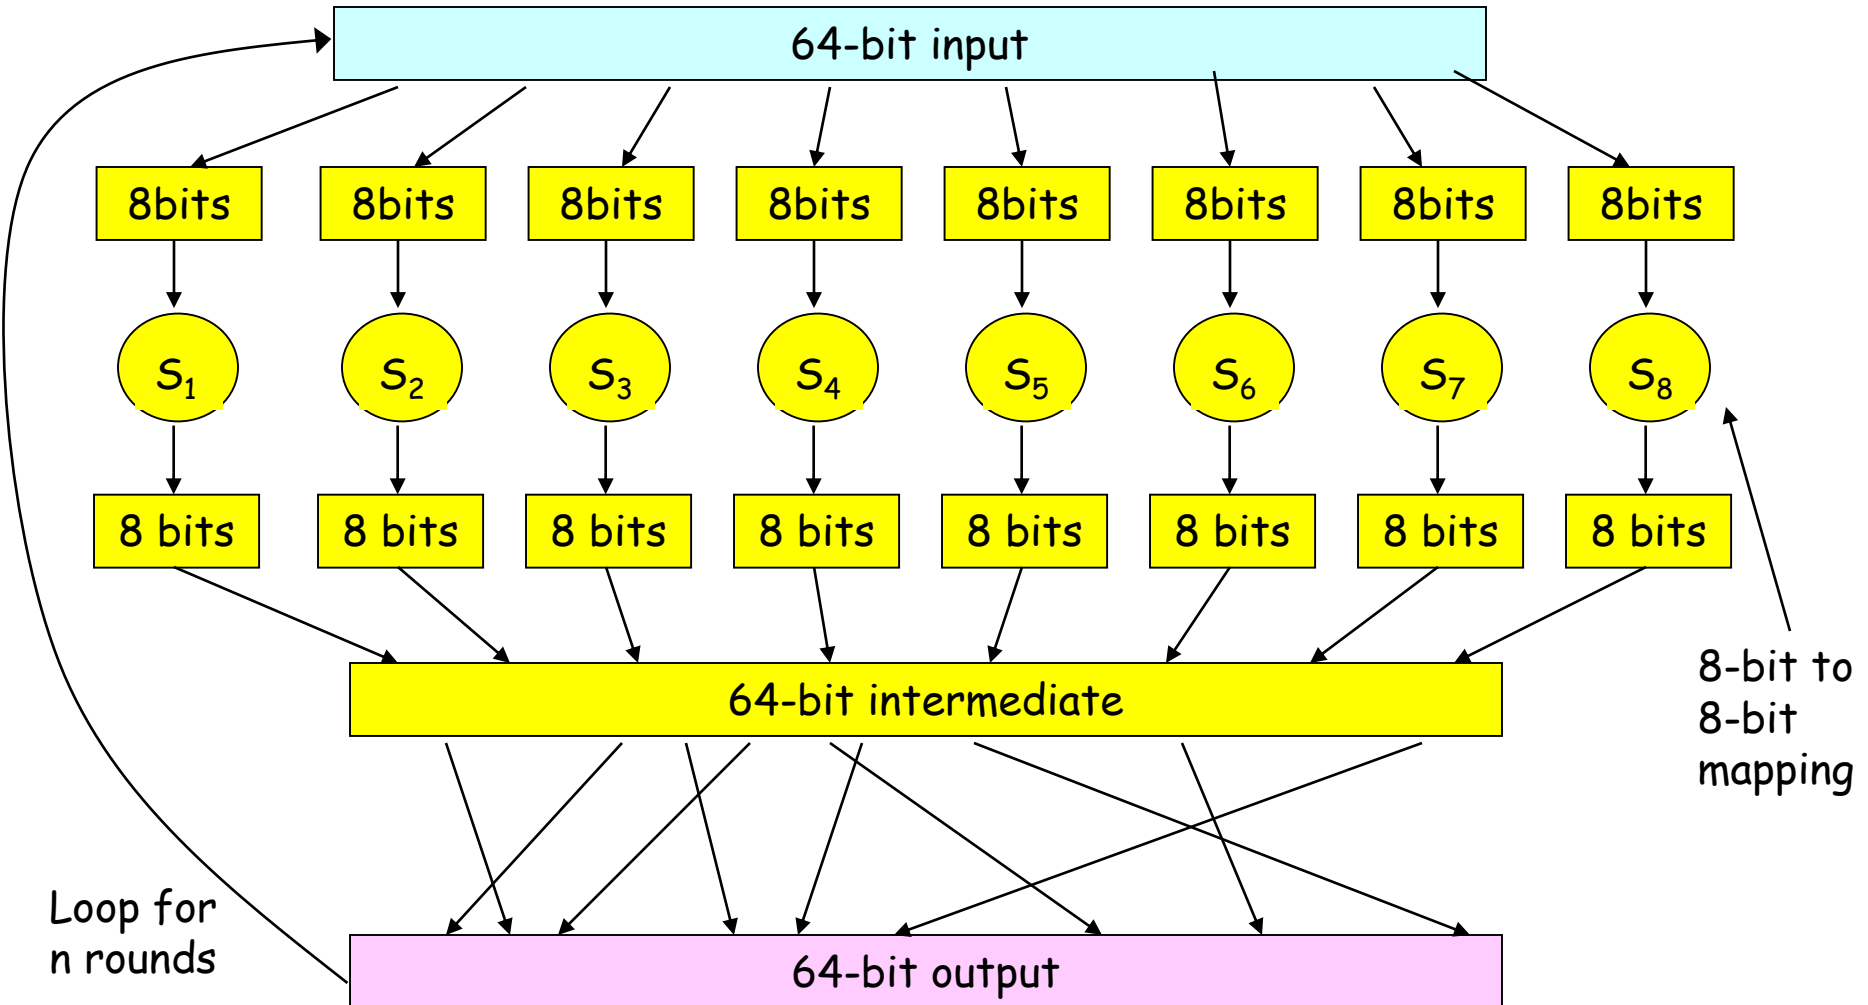 64-bit input
8bits 8bits 8bits 8bits 8bits 8bits 8bits 8bits
S1 S2 S3 S4 S5 S6 S7 S8
8 bits 8 bits 8 bits 8 bits 8 bits 8 bits 8 bits 8 bits
8-bit to
8-bit
mapping
64-bit intermediate
Loop for
n rounds
64-bit output